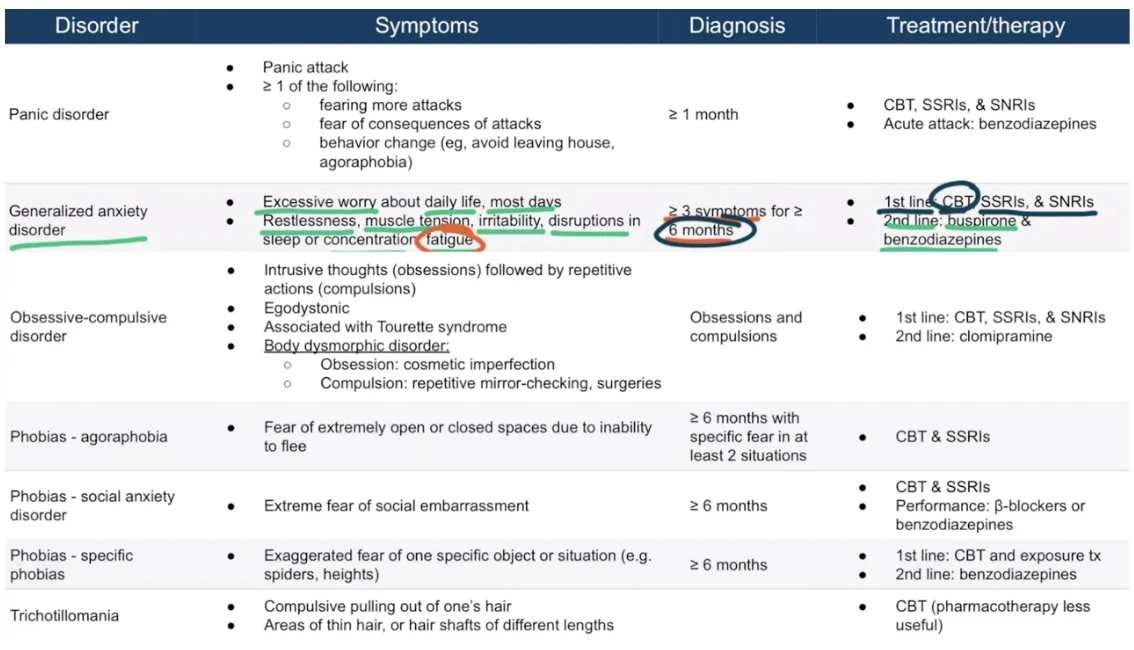 Disorder Symptoms Diagnosis Treatment/therapy
Panic disorder
● Panic attack
● ≥ 1 of the following:
○ fearing more attacks
○ fear of consequences of attacks
○ behavior change (eg, avoid leaving house,
agoraphobia)
≥ 1 month
● CBT, SSRIs, & SNRIs
● Acute attack: benzodiazepines
Generalized anxiety
disorder
● Excessive worry about daily life, most days
● Restlessness, muscle tension, irritability, disruptions in
sleep or concentration, fatigue
≥ 3 symptoms for ≥
6 months
● 1st line: CBT, SSRIs, & SNRIs
● 2nd line: buspirone &
benzodiazepines
Obsessive-compulsive
disorder
● Intrusive thoughts (obsessions) followed by repetitive
actions (compulsions)
● Egodystonic
● Associated with Tourette syndrome
● Body dysmorphic disorder:
○ Obsession: cosmetic imperfection
○ Compulsion: repetitive mirror-checking, surgeries
Obsessions and
compulsions
● 1st line: CBT, SSRIs, & SNRIs
● 2nd line: clomipramine
Phobias - agoraphobia
● Fear of extremely open or closed spaces due to inability
to flee
≥ 6 months with
specific fear in at
least 2 situations
● CBT & SSRIs
Phobias - social anxiety
disorder
● Extreme fear of social embarrassment
≥ 6 months
● CBT & SSRIs
● Performance: β-blockers or
benzodiazepines
Phobias - specific
phobias
● Exaggerated fear of one specific object or situation (e.g.
spiders, heights)
≥ 6 months
● 1st line: CBT and exposure tx
● 2nd line: benzodiazepines
Trichotillomania
● Compulsive pulling out of one's hair
● Areas of thin hair, or hair shafts of different lengths
● CBT (pharmacotherapy less
useful)